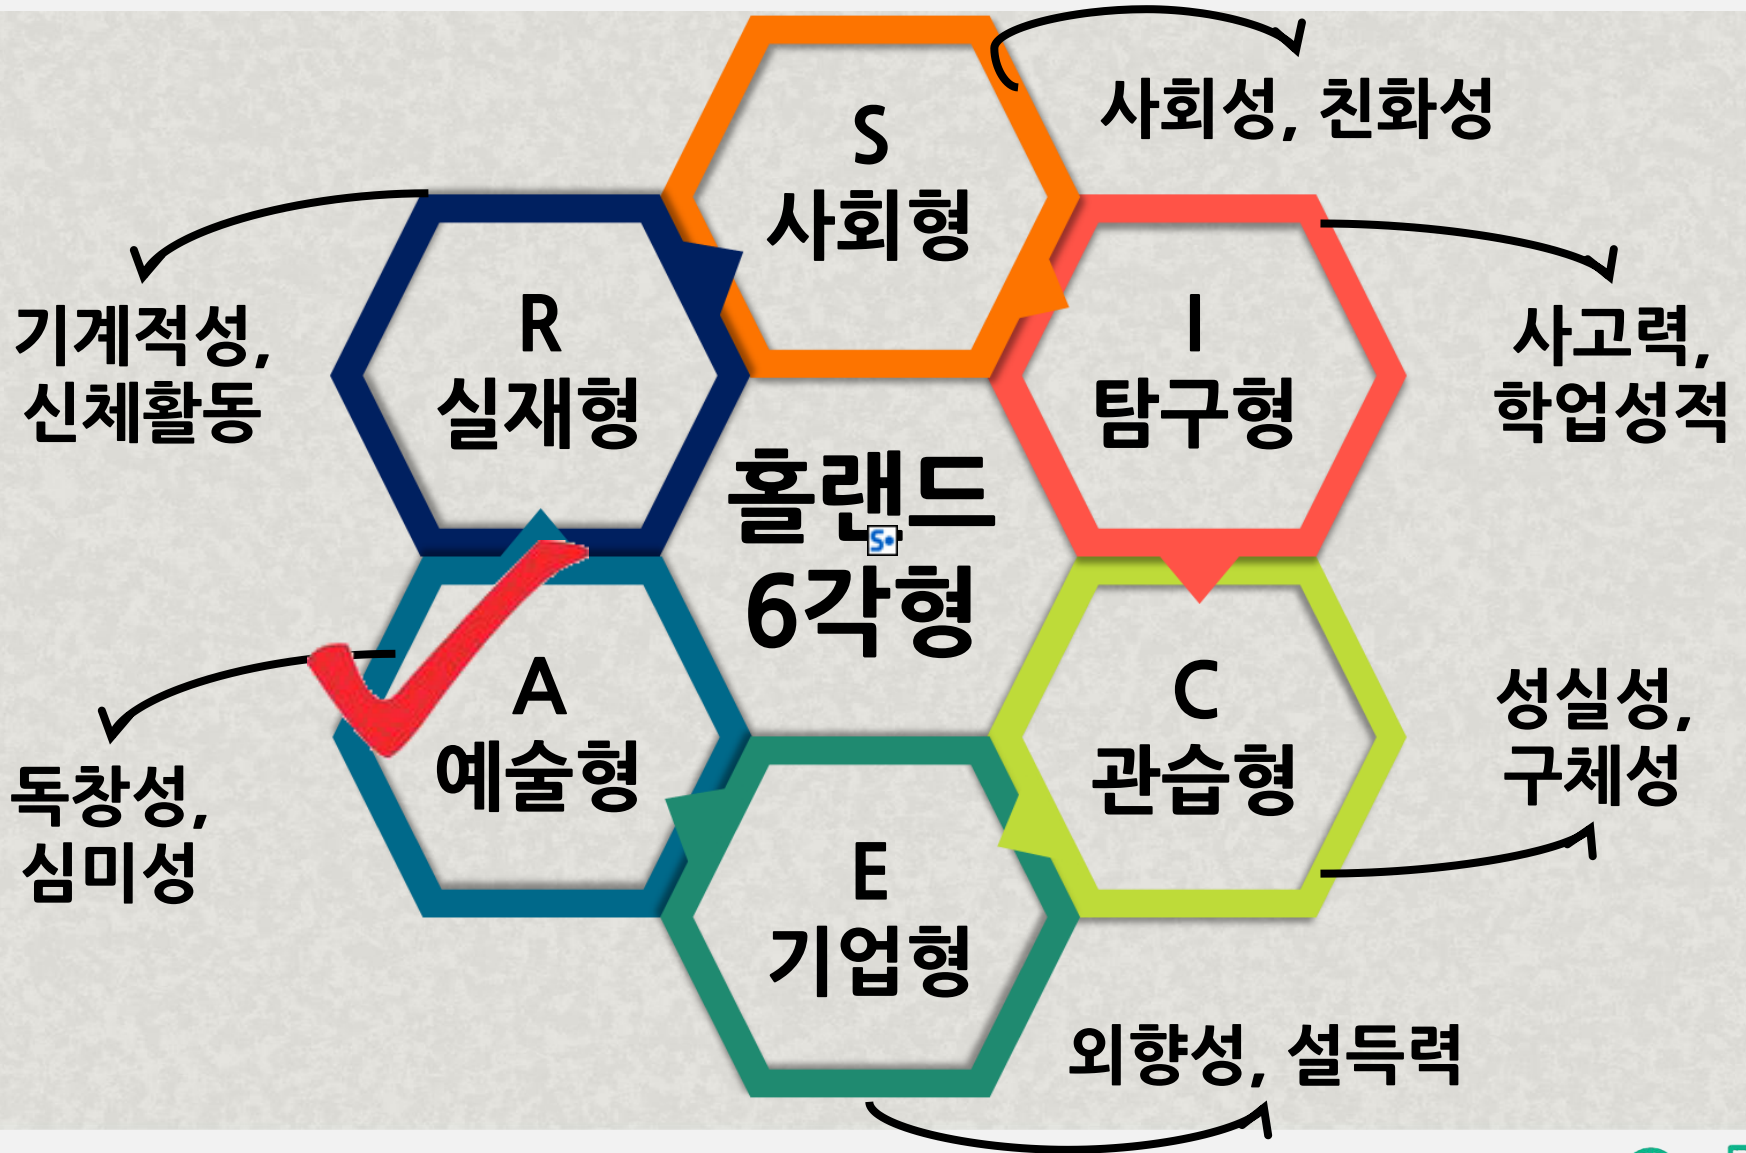 S
사회형
사회성, 친화성
R
실재형
기계적성,
신체활동
I
탐구형
사고력,
학업성적
홀랜드
6각형
A
예술형
독창성,
심미성
C
관습형
성실성,
구체성
E
기업형
외향성, 설득력